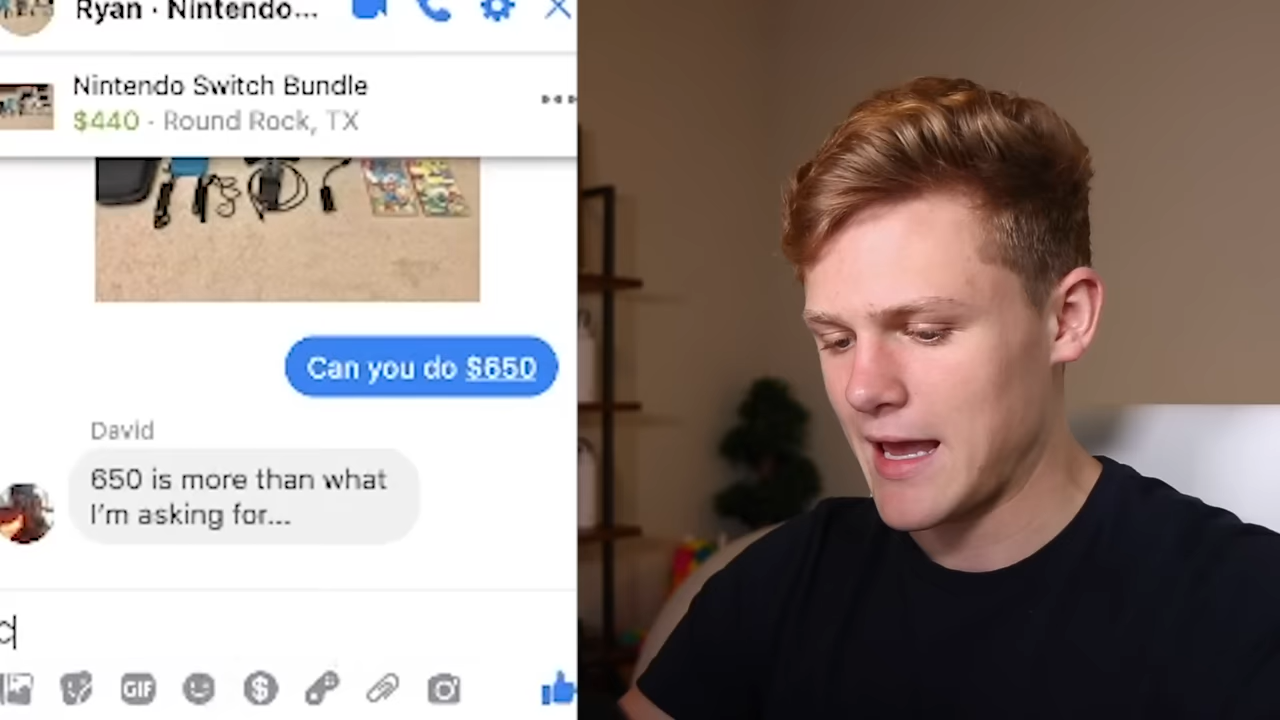 Ryan · Nintendo...
Nintendo Switch Bundle
$440 · Round Rock, TX
Can you do $650
David
650 is more than what
I'm asking for...
c
GIF